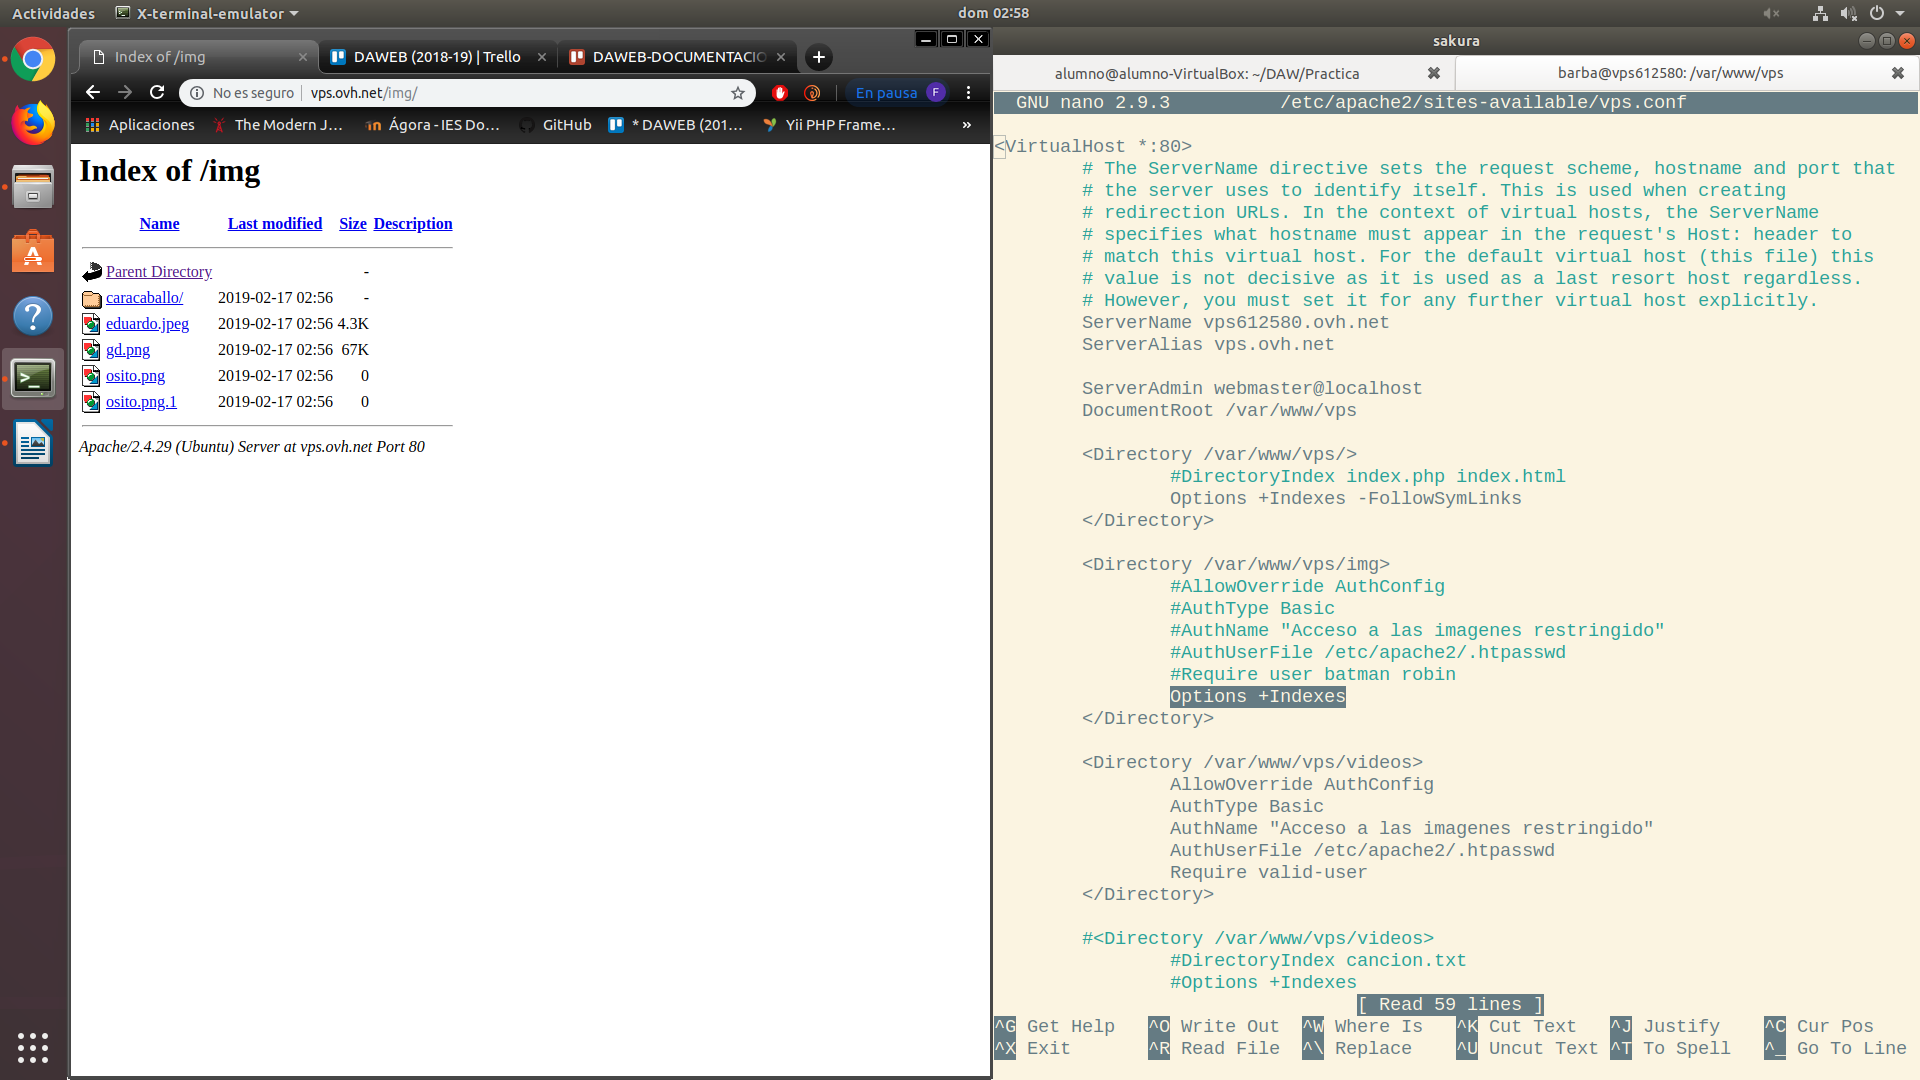 Actividades
X-terminal-emulator
dom 02:58
Index of /img
DAWEB (2018-19) | Trello
DAWEB-DOCUMENTACIO
No es seguro
vps.ovh.net/img/
En pausa
F
Aplicaciones
The Modern J…
Ágora - IES Do…
GitHub
* DAWEB (201…
Yii PHP Frame…
»
Index of /img
Name Last modified Size Description
Parent Directory -
caracaballo/ 2019-02-17 02:56 -
eduardo.jpeg 2019-02-17 02:56 4.3K
gd.png 2019-02-17 02:56 67K
osito.png 2019-02-17 02:56 0
osito.png.1 2019-02-17 02:56 0
Apache/2.4.29 (Ubuntu) Server at vps.ovh.net Port 80
sakura
alumno@alumno-VirtualBox: ~/DAW/Practica
barba@vps612580: /var/www/vps
GNU nano 2.9.3 /etc/apache2/sites-available/vps.conf
<VirtualHost *:80>
# The ServerName directive sets the request scheme, hostname and port that
# the server uses to identify itself. This is used when creating
# redirection URLs. In the context of virtual hosts, the ServerName
# specifies what hostname must appear in the request's Host: header to
# match this virtual host. For the default virtual host (this file) this
# value is not decisive as it is used as a last resort host regardless.
# However, you must set it for any further virtual host explicitly.
ServerName vps612580.ovh.net
ServerAlias vps.ovh.net
ServerAdmin webmaster@localhost
DocumentRoot /var/www/vps
<Directory /var/www/vps/>
#DirectoryIndex index.php index.html
Options +Indexes -FollowSymLinks
</Directory>
<Directory /var/www/vps/img>
#AllowOverride AuthConfig
#AuthType Basic
#AuthName "Acceso a las imagenes restringido"
#AuthUserFile /etc/apache2/.htpasswd
#Require user batman robin
Options +Indexes
</Directory>
<Directory /var/www/vps/videos>
AllowOverride AuthConfig
AuthType Basic
AuthName "Acceso a las imagenes restringido"
AuthUserFile /etc/apache2/.htpasswd
Require valid-user
</Directory>
#<Directory /var/www/vps/videos>
#DirectoryIndex cancion.txt
#Options +Indexes
[ Read 59 lines ]
^G Get Help ^O Write Out ^W Where Is ^K Cut Text ^J Justify ^C Cur Pos
^X Exit ^R Read File ^\ Replace ^U Uncut Text ^T To Spell ^_ Go To Line